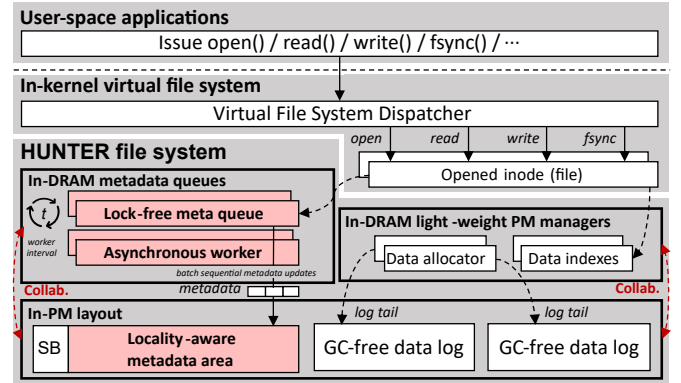 User-space applications
Issue open() / read() / write() / fsync() / ···
In-kernel virtual file system
Virtual File System Dispatcher
open read write fsync
Opened inode (file)
HUNTER file system
In-DRAM metadata queues
t
worker
interval
Lock-free meta queue
Asynchronous worker
batch sequential metadata updates
metadata
In-DRAM light -weight PM managers
Data allocator
Data indexes
Collab.
Collab.
In-PM layout
SB
Locality-aware
metadata area
log tail
GC-free data log
log tail
GC-free data log